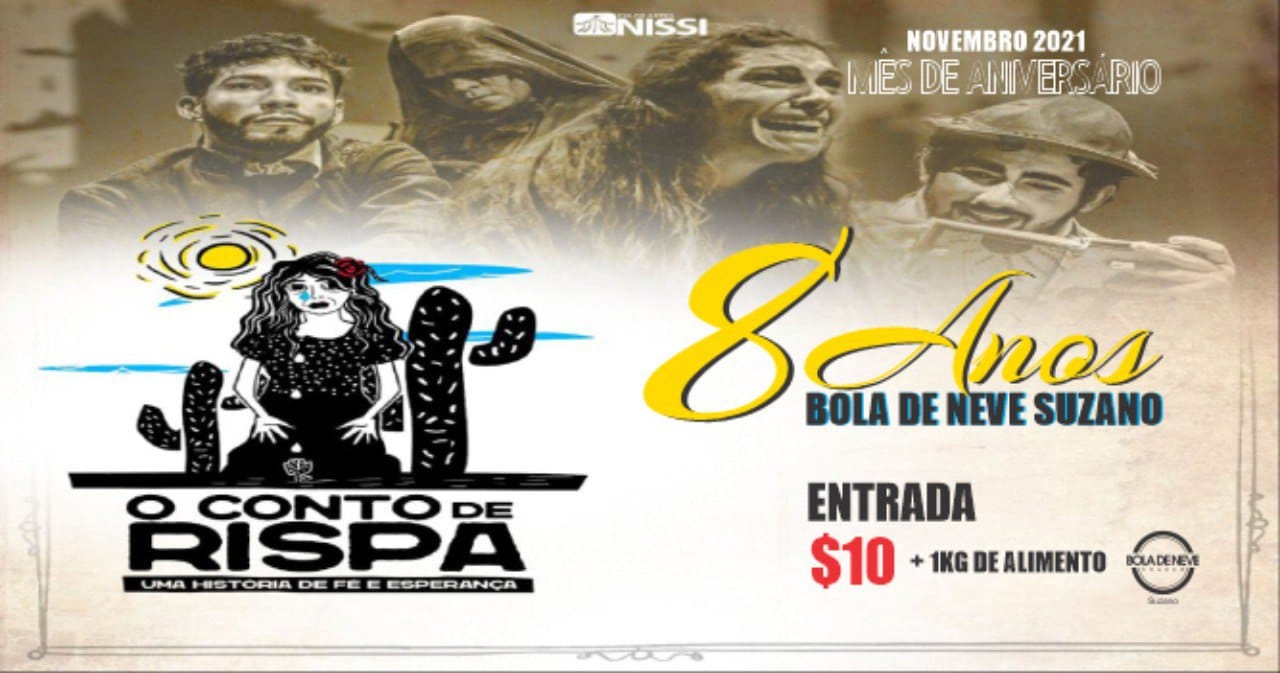 NISSI
NOVEMBRO 2021
MÊS DE ANIVERSÁRIO
8 Anos
BOLA DE NEVE SUZANO
O CONTO DE
RISPA
UMA HISTÓRIA DE FÉ E ESPERANÇA
ENTRADA
$10 + 1KG DE ALIMENTO
BOLA DE NEVE
Suzano